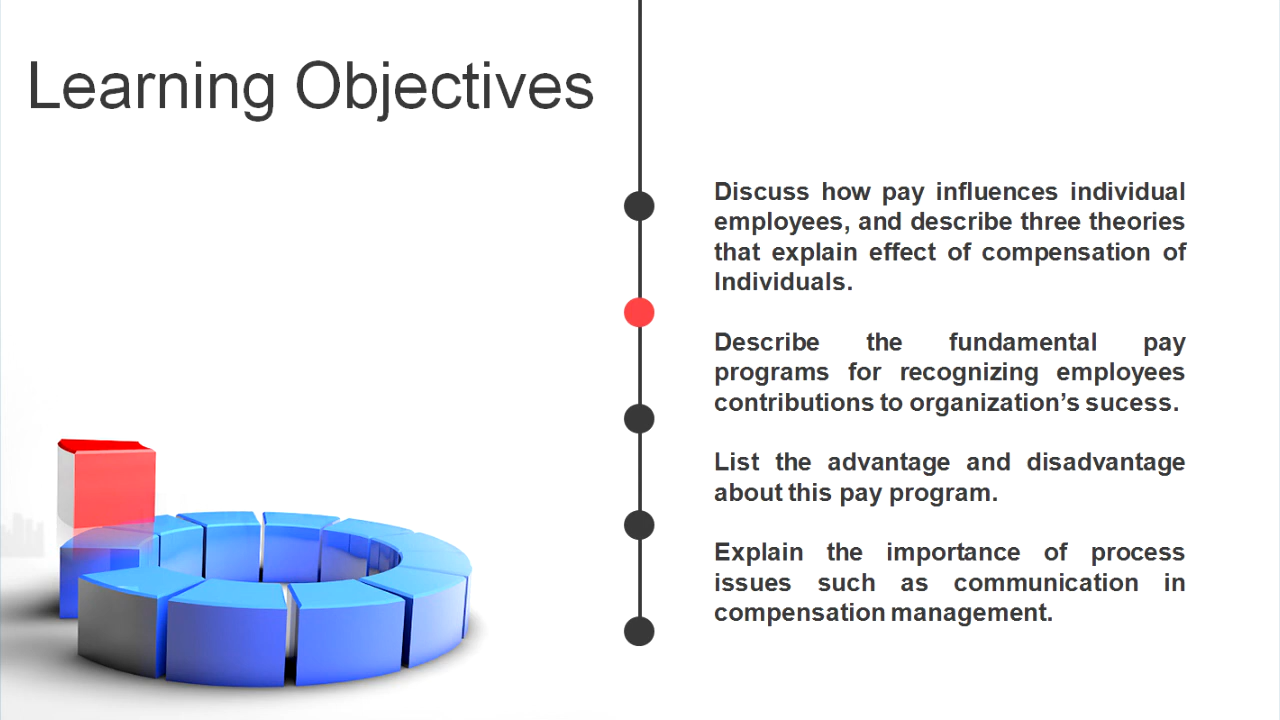 Learning Objectives
Discuss how pay influences individual
employees, and describe three theories
that explain effect of compensation of
Individuals.
Describe the fundamental pay
programs for recognizing employees
contributions to organization’s sucess.
List the advantage and disadvantage
about this pay program.
Explain the importance of process
issues such as communication in
compensation management.